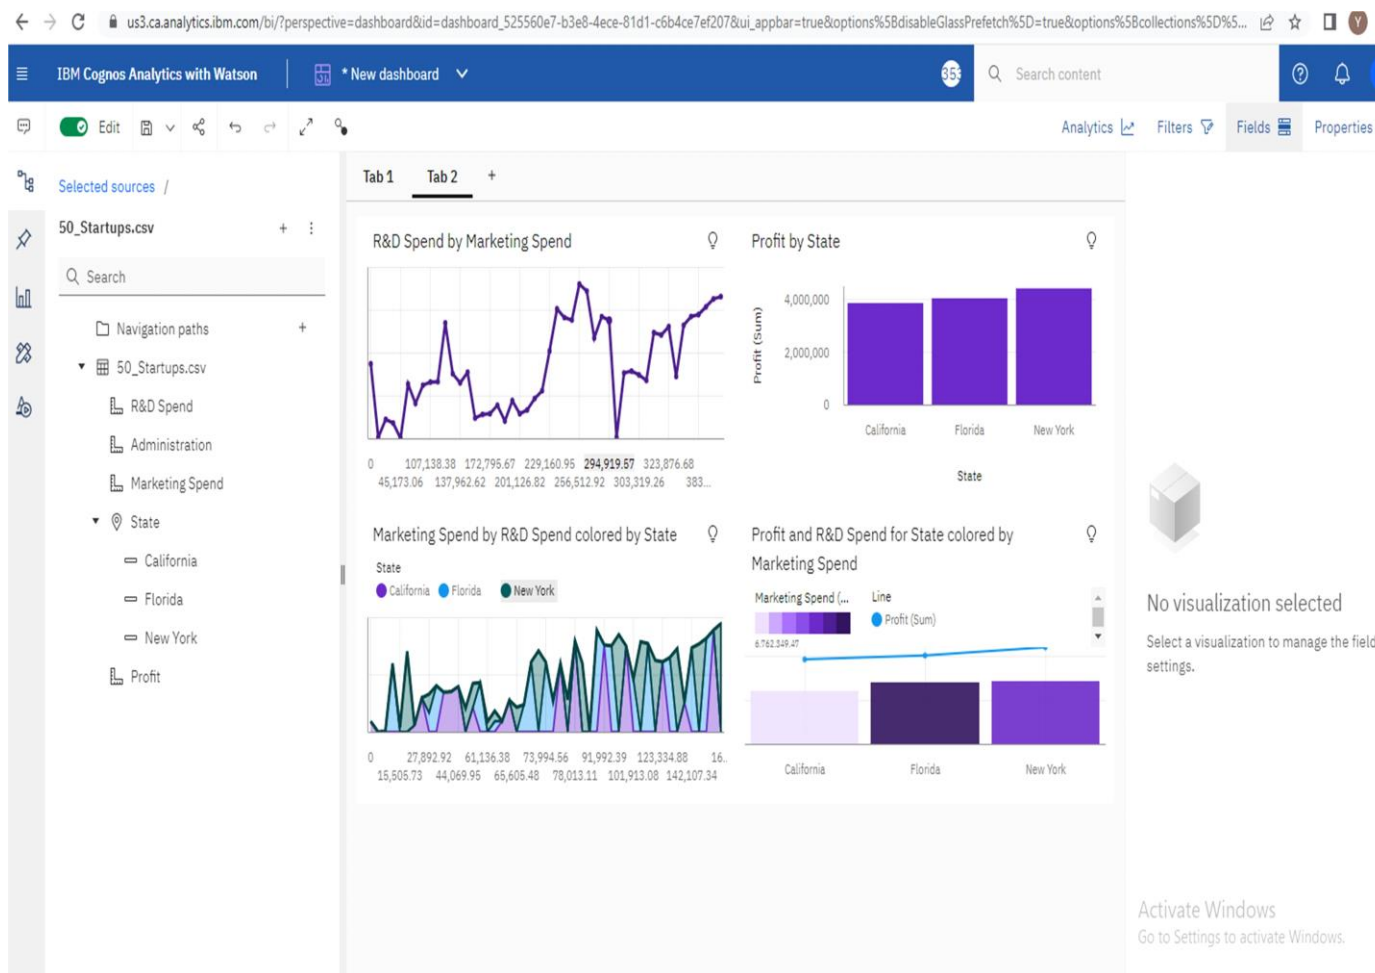 us3.ca.analytics.ibm.com/bi/?perspective=dashboard&id=dashboard_525560e7-b3e8-4ece-81d1-c6b4ce7ef207&ui_appbar=true&options%5BdisableGlassPrefetch%5D=true&options%5Bcollections%5D%5... Y
IBM Cognos Analytics with Watson * New dashboard 353 Search content
Edit Analytics Filters Fields Properties
Selected sources /
50_Startups.csv
Search
Navigation paths
50_Startups.csv
R&D Spend
Administration
Marketing Spend
State
California
Florida
New York
Profit
Tab 1 Tab 2 +
R&D Spend by Marketing Spend
0 107,138.38 172,795.67 229,160.95 294,919.57 323,876.68
45,173.06 137,962.62 201,126.82 256,512.92 303,319.26 383...
Profit by State
Profit (Sum)
4,000,000
2,000,000
0
California Florida New York
State
Marketing Spend by R&D Spend colored by State
State
California Florida New York
0 27,892.92 61,136.38 73,994.56 91,992.39 123,334.88 16..
15,505.73 44,069.95 65,605.48 78,013.11 101,913.08 142,107.34
Profit and R&D Spend for State colored by
Marketing Spend
Marketing Spend (... Line
Profit (Sum)
6,762,349.47
California Florida New York
No visualization selected
Select a visualization to manage the field
settings.
Activate Windows
Go to Settings to activate Windows.